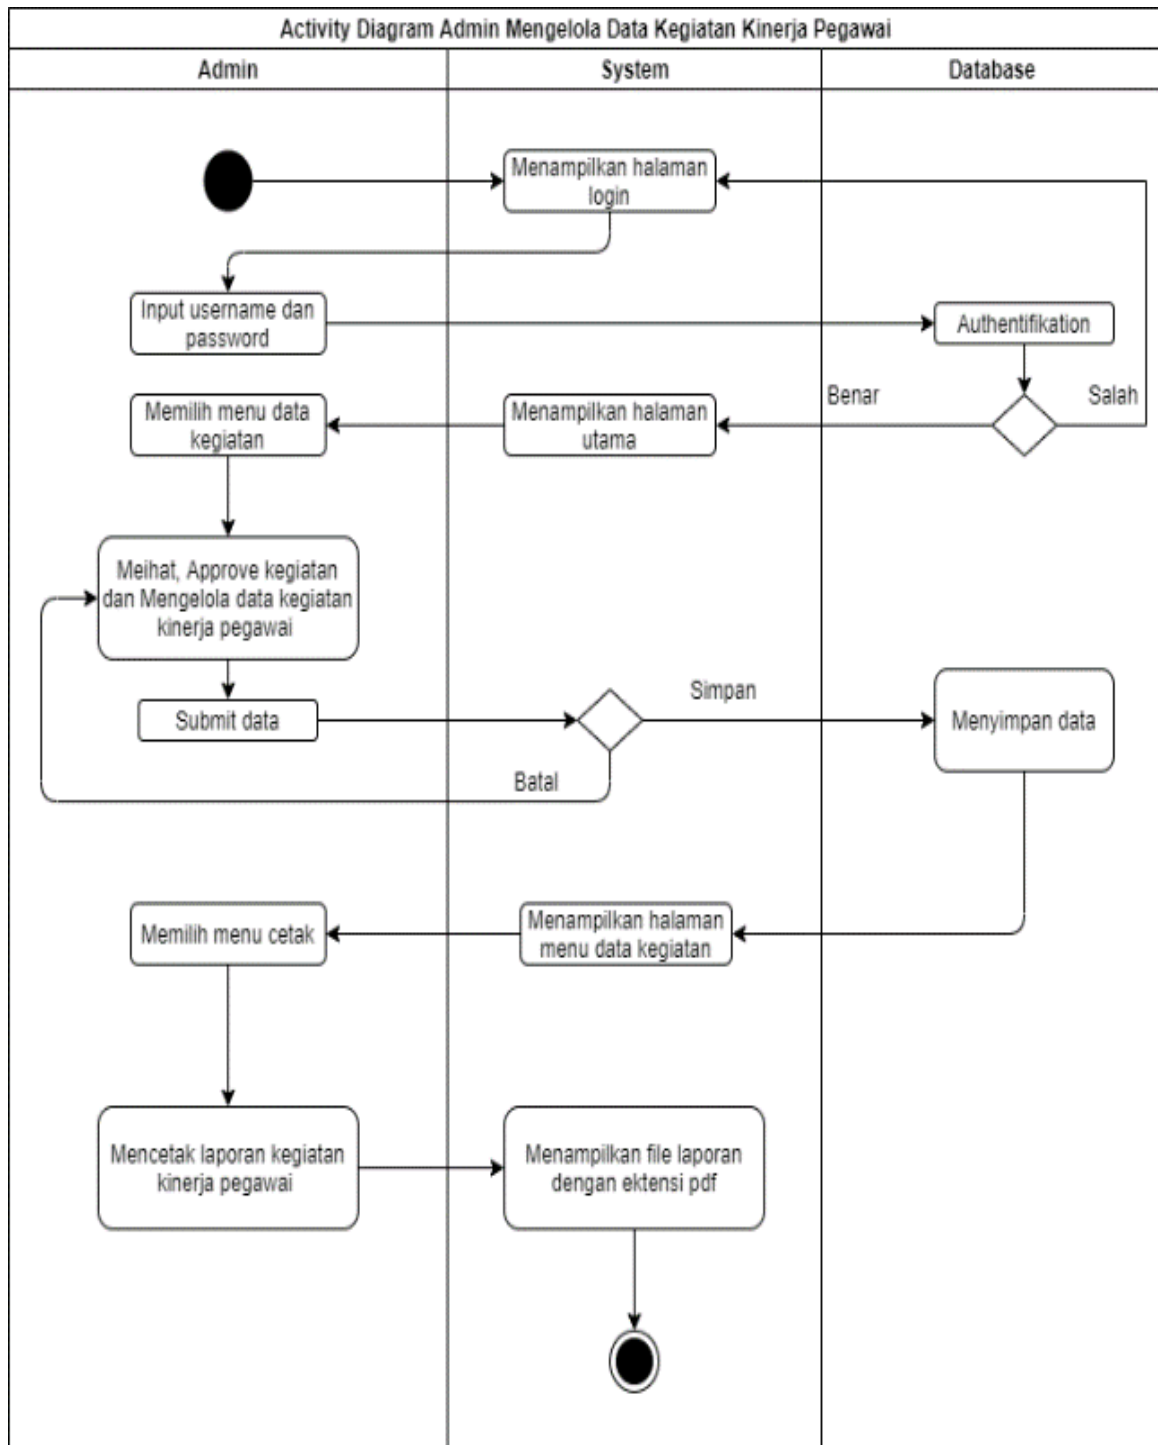 Activity Diagram Admin Mengelola Data Kegiatan Kinerja Pegawai
Admin
System
Database
Menampilkan halaman
login
Input username dan
password
Authentifikation
Benar
Salah
Memilih menu data
kegiatan
Menampilkan halaman
utama
Meihat, Approve kegiatan
dan Mengelola data kegiatan
kinerja pegawai
Submit data
Simpan
Menyimpan data
Batal
Memilih menu cetak
Menampilkan halaman
menu data kegiatan
Mencetak laporan kegiatan
kinerja pegawai
Menampilkan file laporan
dengan ektensi pdf